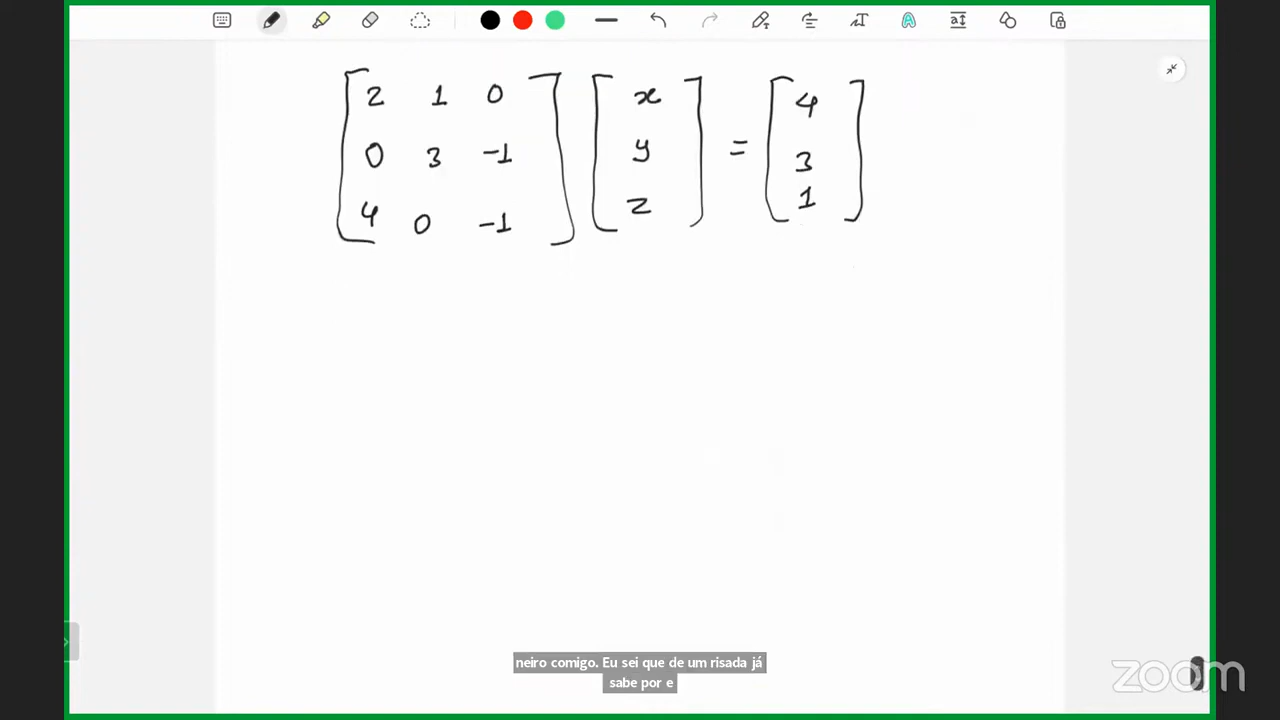 2 1 0 x 4
0 3 -1 y = 3
4 0 -1 z 1
neiro comigo. Eu sei que de um risada já
sabe por e
zoom